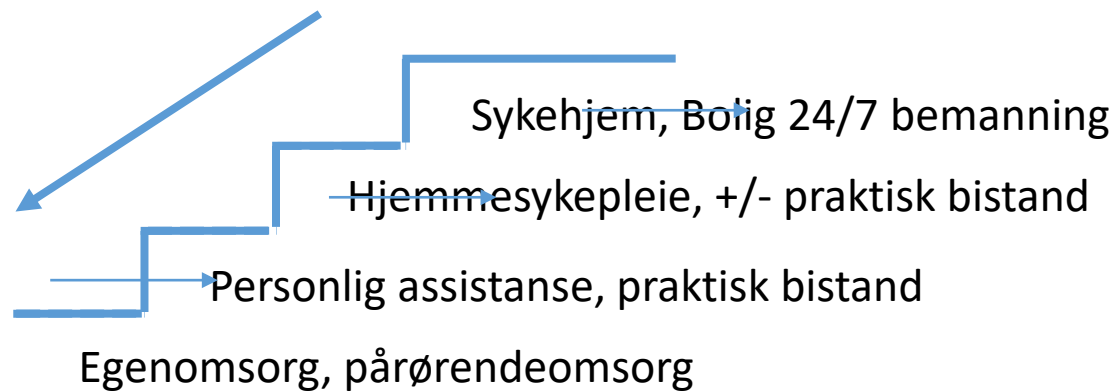 Sykehjem, Bolig 24/7 bemanning
Hjemmesykepleie, +/- praktisk bistand
Personlig assistanse, praktisk bistand
Egenomsorg, pårørendeomsorg